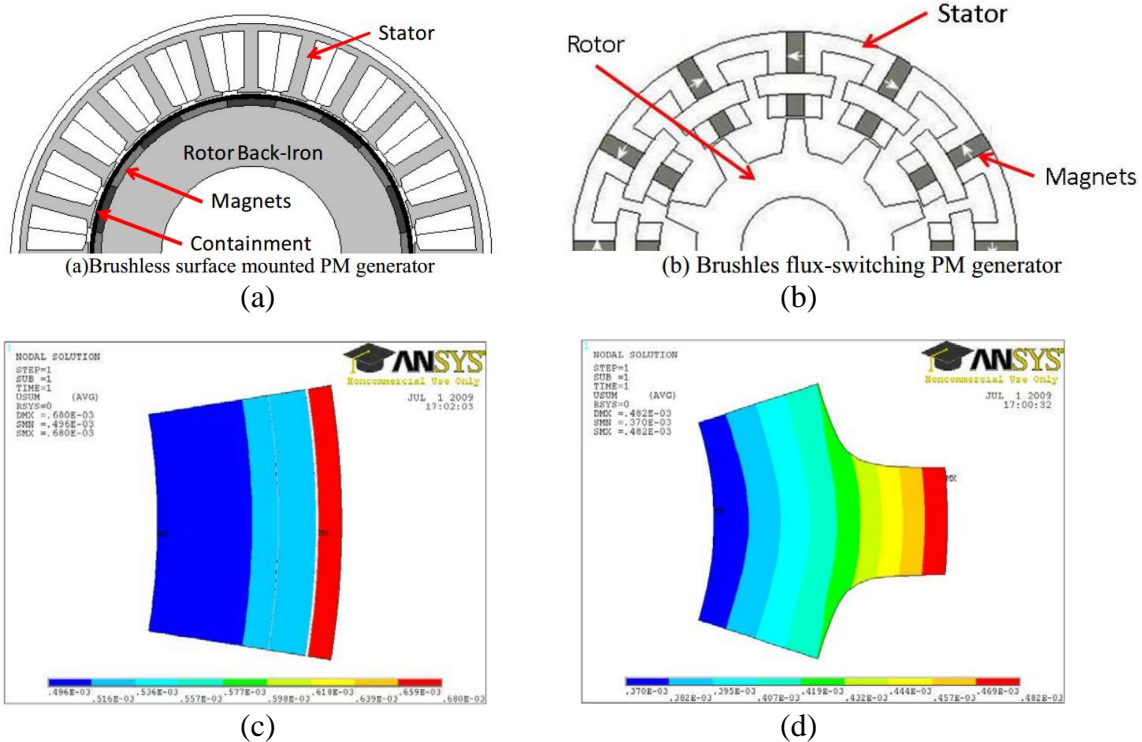 Stator
Rotor Back-Iron
Magnets
Containment
(a)Brushless surface mounted PM generator
(a)
Stator
Rotor
Magnets
(b) Brushles flux-switching PM generator
(b)
1
NODAL SOLUTION
STEP=1
SUB =1
TIME=1
USUM (AVG)
RSYS=0
DMX =.680E-03
SMN =.496E-03
SMX =.680E-03
ANSYS
Noncommercial Use Only
JUL 1 2009
17:02:03
.496E-03 .536E-03 .577E-03 .618E-03 .659E-03
.516E-03 .557E-03 .598E-03 .639E-03 .680E-03
(c)
1
NODAL SOLUTION
STEP=1
SUB =1
TIME=1
USUM (AVG)
RSYS=0
DMX =.482E-03
SMN =.370E-03
SMX =.482E-03
ANSYS
Noncommercial Use Only
JUL 1 2009
17:00:32
MX
.370E-03 .395E-03 .419E-03 .444E-03 .469E-03
.382E-03 .407E-03 .432E-03 .456E-03 .482E-03
(d)